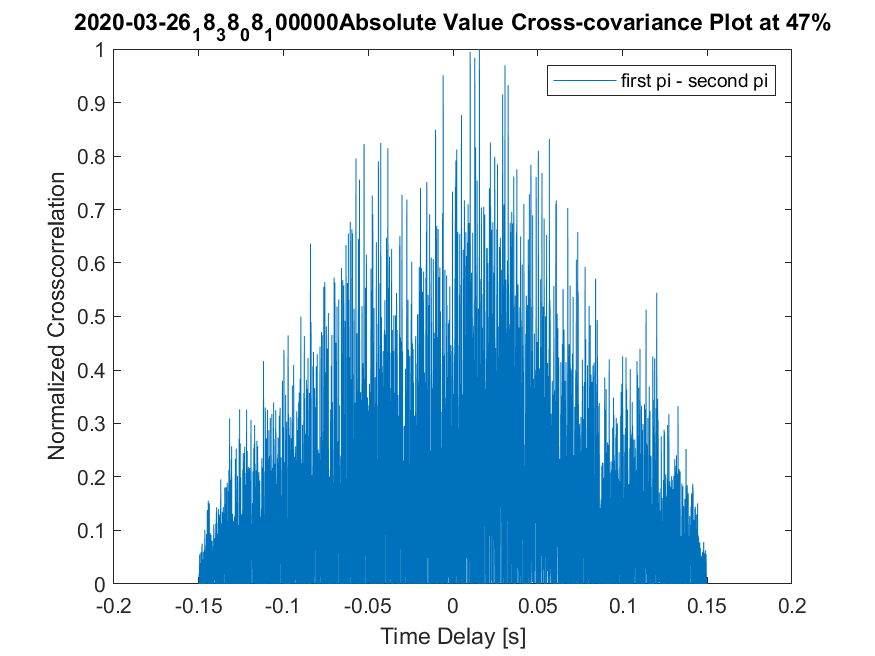 2020-03-26₁8₃8₀8₁00000Absolute Value Cross-covariance Plot at 47%
1
first pi - second pi
0.9
0.8
0.7
0.6
0.5
0.4
0.3
0.2
0.1
0
Normalized Crosscorrelation
-0.2 -0.15 -0.1 -0.05 0 0.05 0.1 0.15 0.2
Time Delay [s]